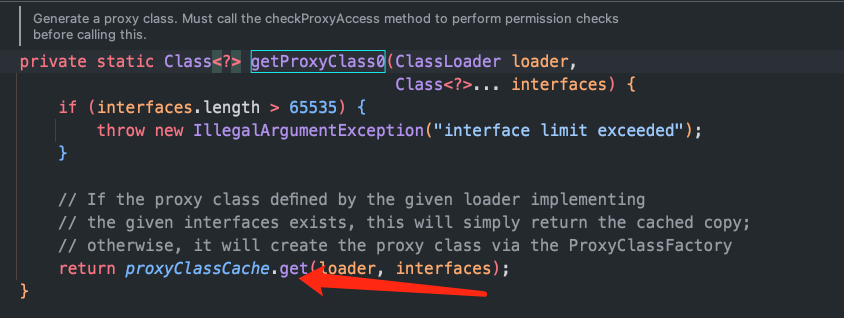 Generate a proxy class. Must call the checkProxyAccess method to perform permission checks
before calling this.
private static Class<?> getProxyClass0(ClassLoader loader,
Class<?>... interfaces) {
if (interfaces.length > 65535) {
throw new IllegalArgumentException("interface limit exceeded");
}
// If the proxy class defined by the given loader implementing
// the given interfaces exists, this will simply return the cached copy;
// otherwise, it will create the proxy class via the ProxyClassFactory
return proxyClassCache.get(loader, interfaces);
}